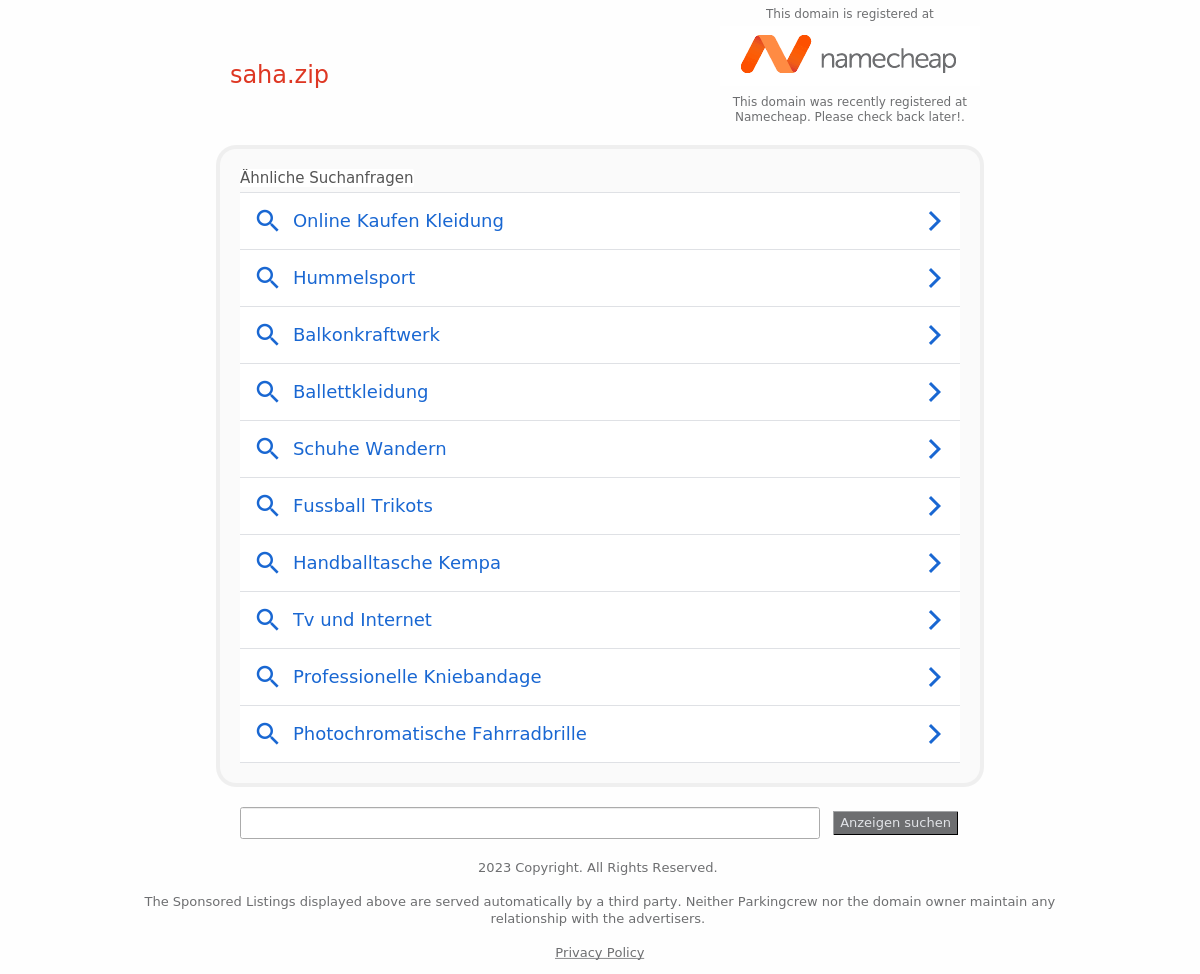 This domain is registered at
namecheap
saha.zip
This domain was recently registered at
Namecheap. Please check back later!.
Ähnliche Suchanfragen
Online Kaufen Kleidung
Hummelsport
Balkonkraftwerk
Ballettkleidung
Schuhe Wandern
Fussball Trikots
Handballtasche Kempa
Tv und Internet
Professionelle Kniebandage
Photochromatische Fahrradbrille
Anzeigen suchen
2023 Copyright. All Rights Reserved.
The Sponsored Listings displayed above are served automatically by a third party. Neither Parkingcrew nor the domain owner maintain any
relationship with the advertisers.
Privacy Policy